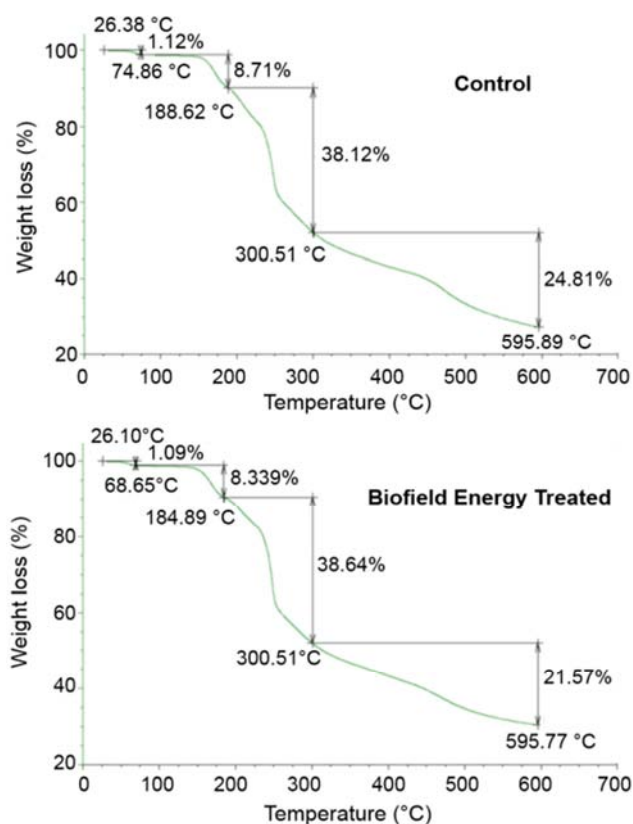 26.38 °C
1.12%
100
74.86 °C
8.71%
Control
188.62 °C
80
38.12%
60
300.51 °C
40
24.81%
595.89 °C
20
0 100 200 300 400 500 600 700
Weight loss (%)
Temperature (°C)
26.10°C
1.09%
100
68.65°C
8.339%
Biofield Energy Treated
184.89 °C
80
38.64%
60
300.51°C
40
21.57%
595.77 °C
20
0 100 200 300 400 500 600 700
Weight loss (%)
Temperature (°C)